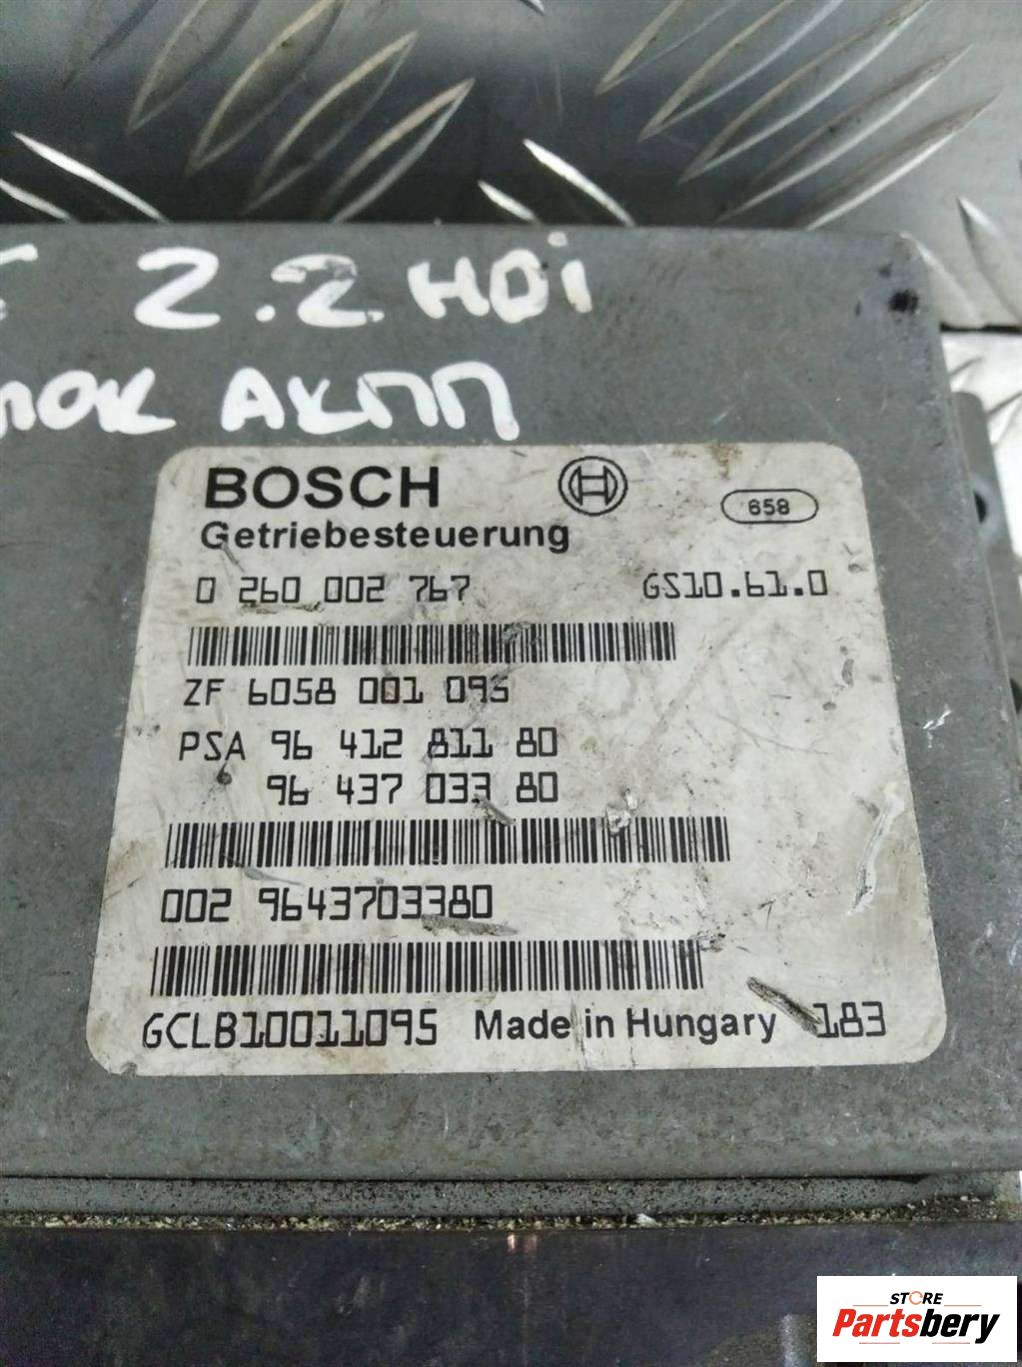 2.2 HDi
АКПП
BOSCH
658
Getriebesteuerung
0 260 002 767 GS10.61.0
ZF 6058 001 095
PSA 96 412 811 80
96 437 033 80
002 9643703380
GCLB10011095 Made in Hungary 183
STORE
Partsbery